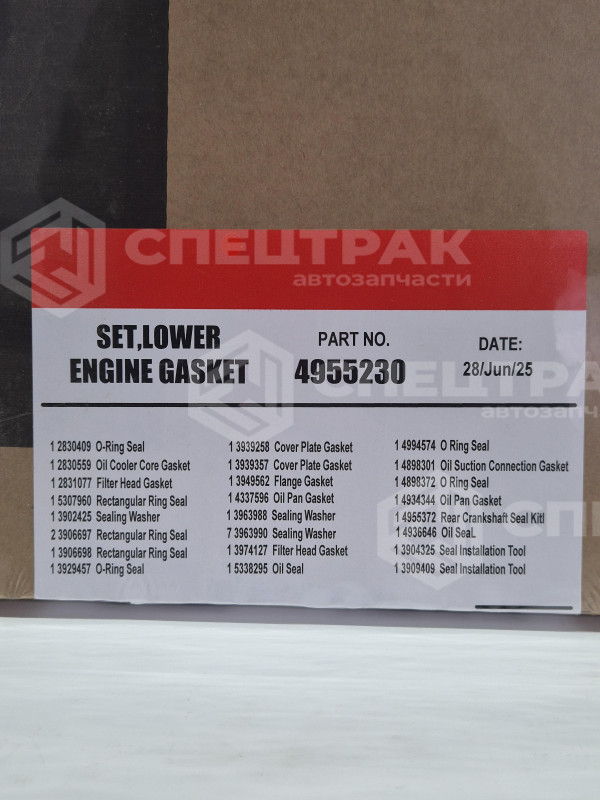 СПЕЦТРАК
автозапчасти
SET,LOWER
ENGINE GASKET
PART NO.
4955230
DATE:
28/Jun/25
СПЕЦТРАК
1 2830409 O-Ring Seal
1 2830559 Oil Cooler Core Gasket
1 2831077 Filter Head Gasket
1 5307960 Rectangular Ring Seal
1 3902425 Sealing Washer
2 3906697 Rectangular Ring Seal
1 3906698 Rectangular Ring Seal
1 3929457 O-Ring Seal
1 3939258 Cover Plate Gasket
1 3939357 Cover Plate Gasket
1 3949562 Flange Gasket
1 4337596 Oil Pan Gasket
1 3963988 Sealing Washer
7 3963990 Sealing Washer
1 3974127 Filter Head Gasket
1 5338295 Oil Seal
1 4994574 O Ring Seal
1 4898301 Oil Suction Connection Gasket
1 4898372 O Ring Seal
1 4934344 Oil Pan Gasket
1 4955372 Rear Crankshaft Seal Kitl
1 4936646 Oil SeaL
1 3904325 Seal Installation Tool
1 3909409 Seal Installation Tool